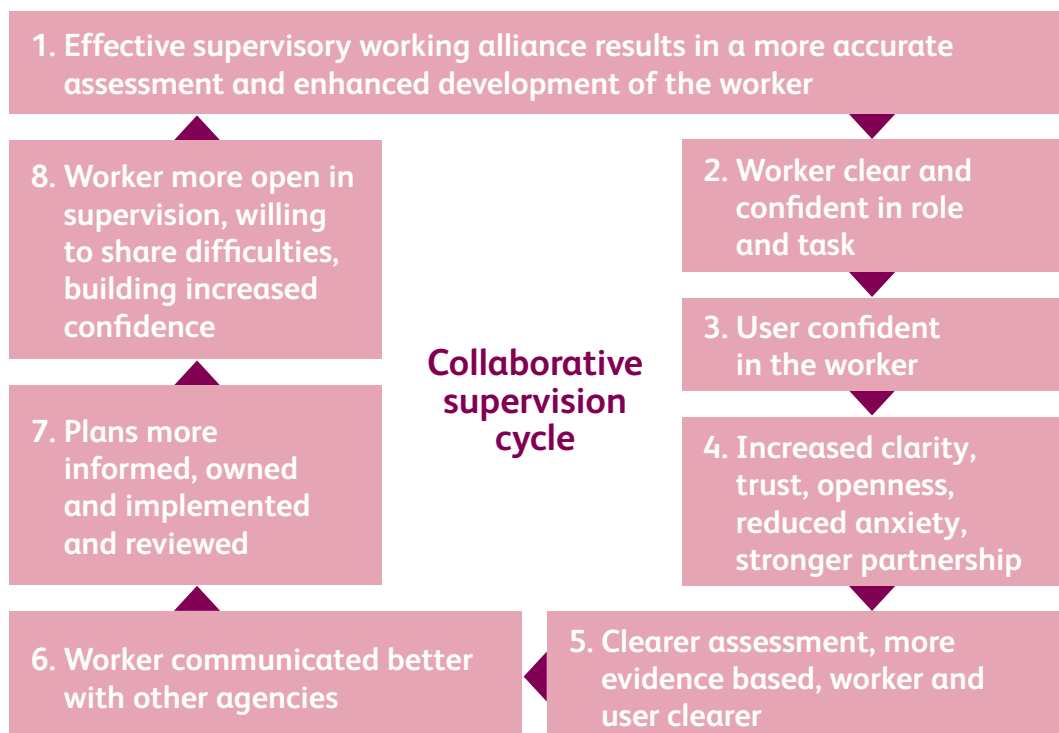 1. Effective supervisory working alliance results in a more accurate
assessment and enhanced development of the worker
2. Worker clear and
confident in role
and task
3. User confident
in the worker
4. Increased clarity,
trust, openness,
reduced anxiety,
stronger partnership
5. Clearer assessment, more
evidence based, worker and
user clearer
6. Worker communicated better
with other agencies
7. Plans more
informed, owned
and implemented
and reviewed
8. Worker more open in
supervision, willing
to share difficulties,
building increased
confidence
Collaborative
supervision
cycle